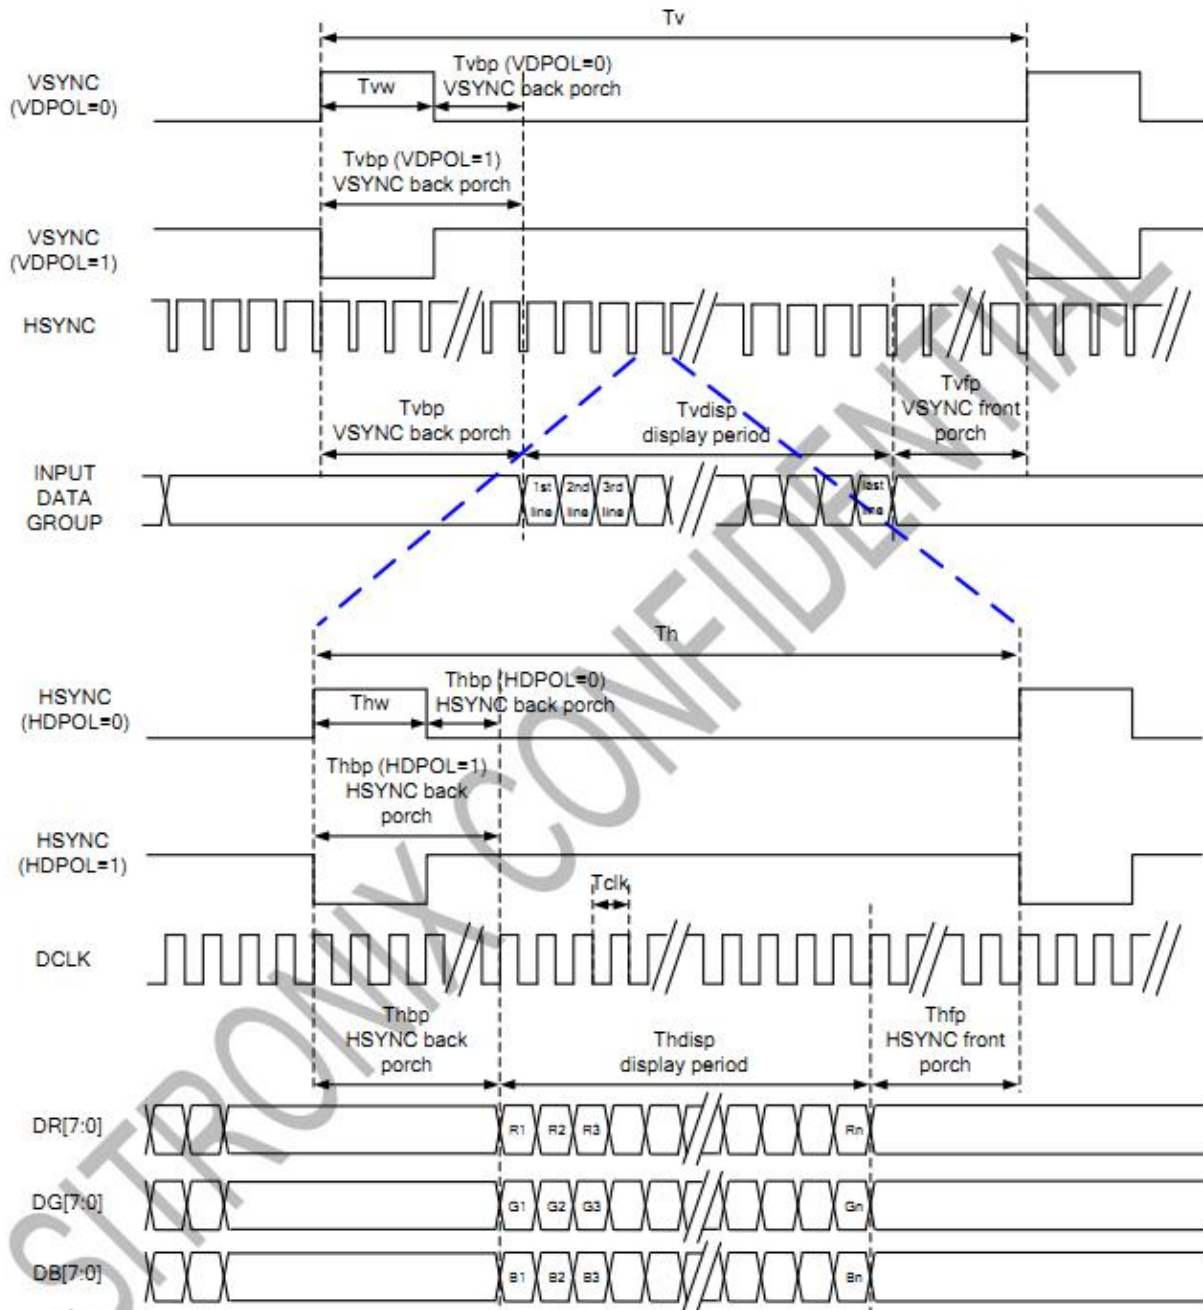 Tv
VSYNC
(VDPOL=0)
Tvw
Tvbp (VDPOL=0)
VSYNC back porch
Tvbp (VDPOL=1)
VSYNC back porch
VSYNC
(VDPOL=1)
HSYNC
Tvbp
VSYNC back porch
Tvdisp
display period
Tvfp
VSYNC front
porch
INPUT
DATA
GROUP
1st
line
2nd
line
3rd
line
last
line
Th
HSYNC
(HDPOL=0)
Thw
Thbp (HDPOL=0)
HSYNC back porch
Thbp (HDPOL=1)
HSYNC back
porch
HSYNC
(HDPOL=1)
Tclk
DCLK
Thbp
HSYNC back
porch
Thdisp
display period
Thfp
HSYNC front
porch
DR[7:0]
R1 R2 R3 Rn
DG[7:0]
G1 G2 G3 Gn
DB[7:0]
B1 B2 B3 Bn
SITRONIX CONFIDENTIAL